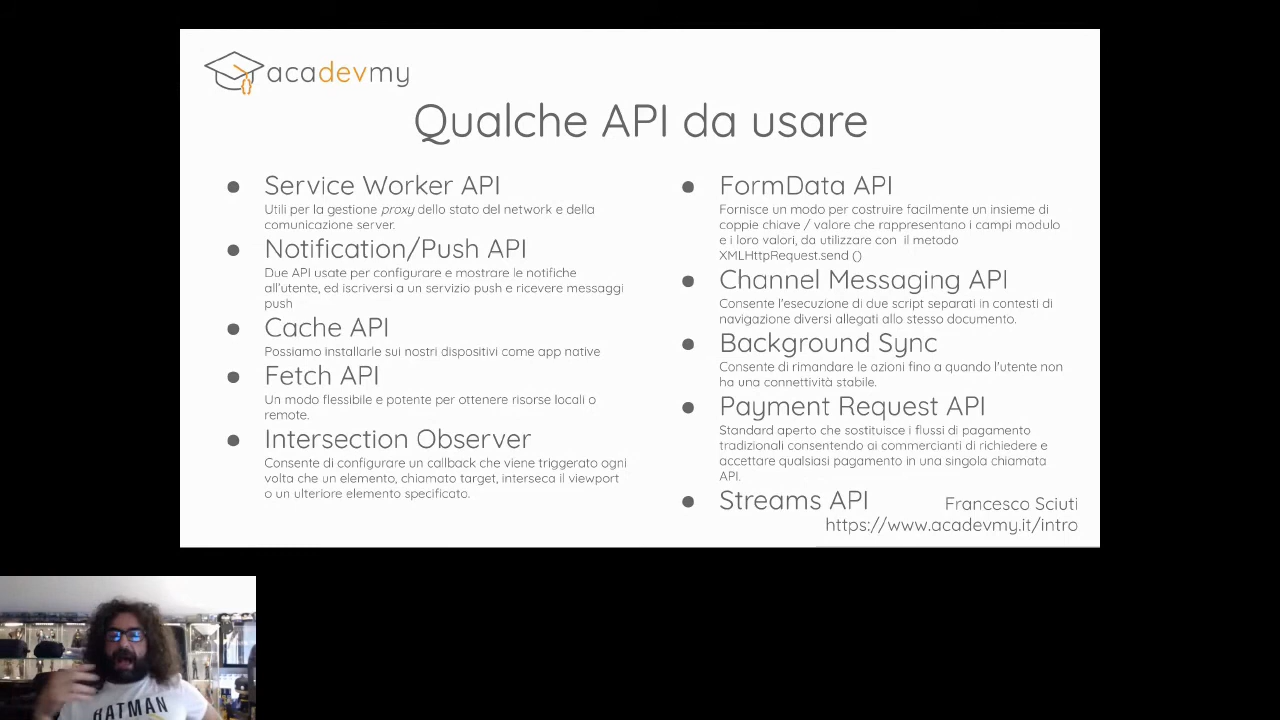 acadevmy
Qualche API da usare
Service Worker API
Utili per la gestione proxy dello stato del network e della
comunicazione server.
Notification/Push API
Due API usate per configurare e mostrare le notifiche
all'utente, ed iscriversi a un servizio push e ricevere messaggi
push
Cache API
Possiamo installarle sui nostri dispositivi come app native
Fetch API
Un modo flessibile e potente per ottenere risorse locali o
remote.
Intersection Observer
Consente di configurare un callback che viene triggerato ogni
volta che un elemento, chiamato target, interseca il viewport
o un ulteriore elemento specificato.
FormData API
Fornisce un modo per costruire facilmente un insieme di
coppie chiave / valore che rappresentano i campi modulo
e i loro valori, da utilizzare con il metodo
XMLHttpRequest.send ()
Channel Messaging API
Consente l'esecuzione di due script separati in contesti di
navigazione diversi allegati allo stesso documento.
Background Sync
Consente di rimandare le azioni fino a quando l'utente non
ha una connettività stabile.
Payment Request API
Standard aperto che sostituisce i flussi di pagamento
tradizionali consentendo ai commercianti di richiedere e
accettare qualsiasi pagamento in una singola chiamata
API.
Streams API
Francesco Sciuti
https://www.acadevmy.it/intro
BATMAN